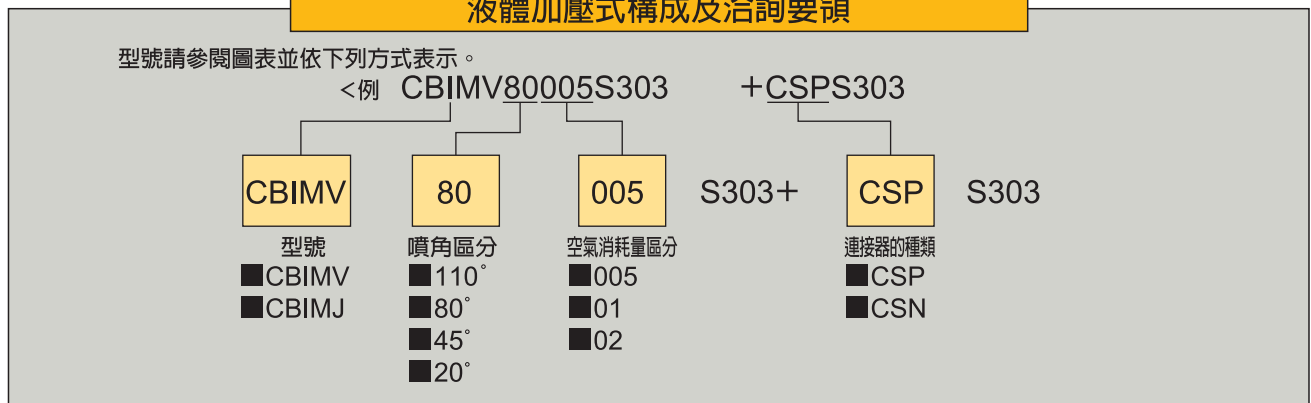 液體加壓式構成及洽詢要領
型號請參閱圖表並依下列方式表示。
<例 CBIMV80005S303 +CSPS303
CBIMV 80 005 S303+ CSP S303
型號 噴角區分 空氣消耗量區分 連接器的種類
■CBIMV ■110° ■005 ■CSP
■CBIMJ ■80° ■01 ■CSN
■45° ■02
■20°